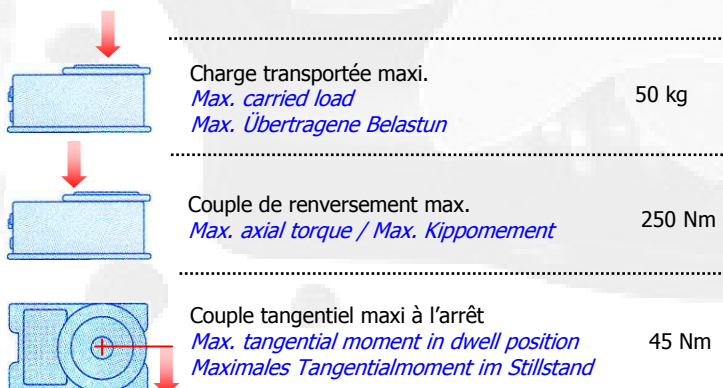 Charge transportée maxi.
Max. carried load
50 kg
Max. Übertragene Belastun
Couple de renversement max.
250 Nm
Max. axial torque / Max. Kippomement
Couple tangentiel maxi à l'arrêt
Max. tangential moment in dwell position
45 Nm
Maximales Tangentialmoment im Stillstand